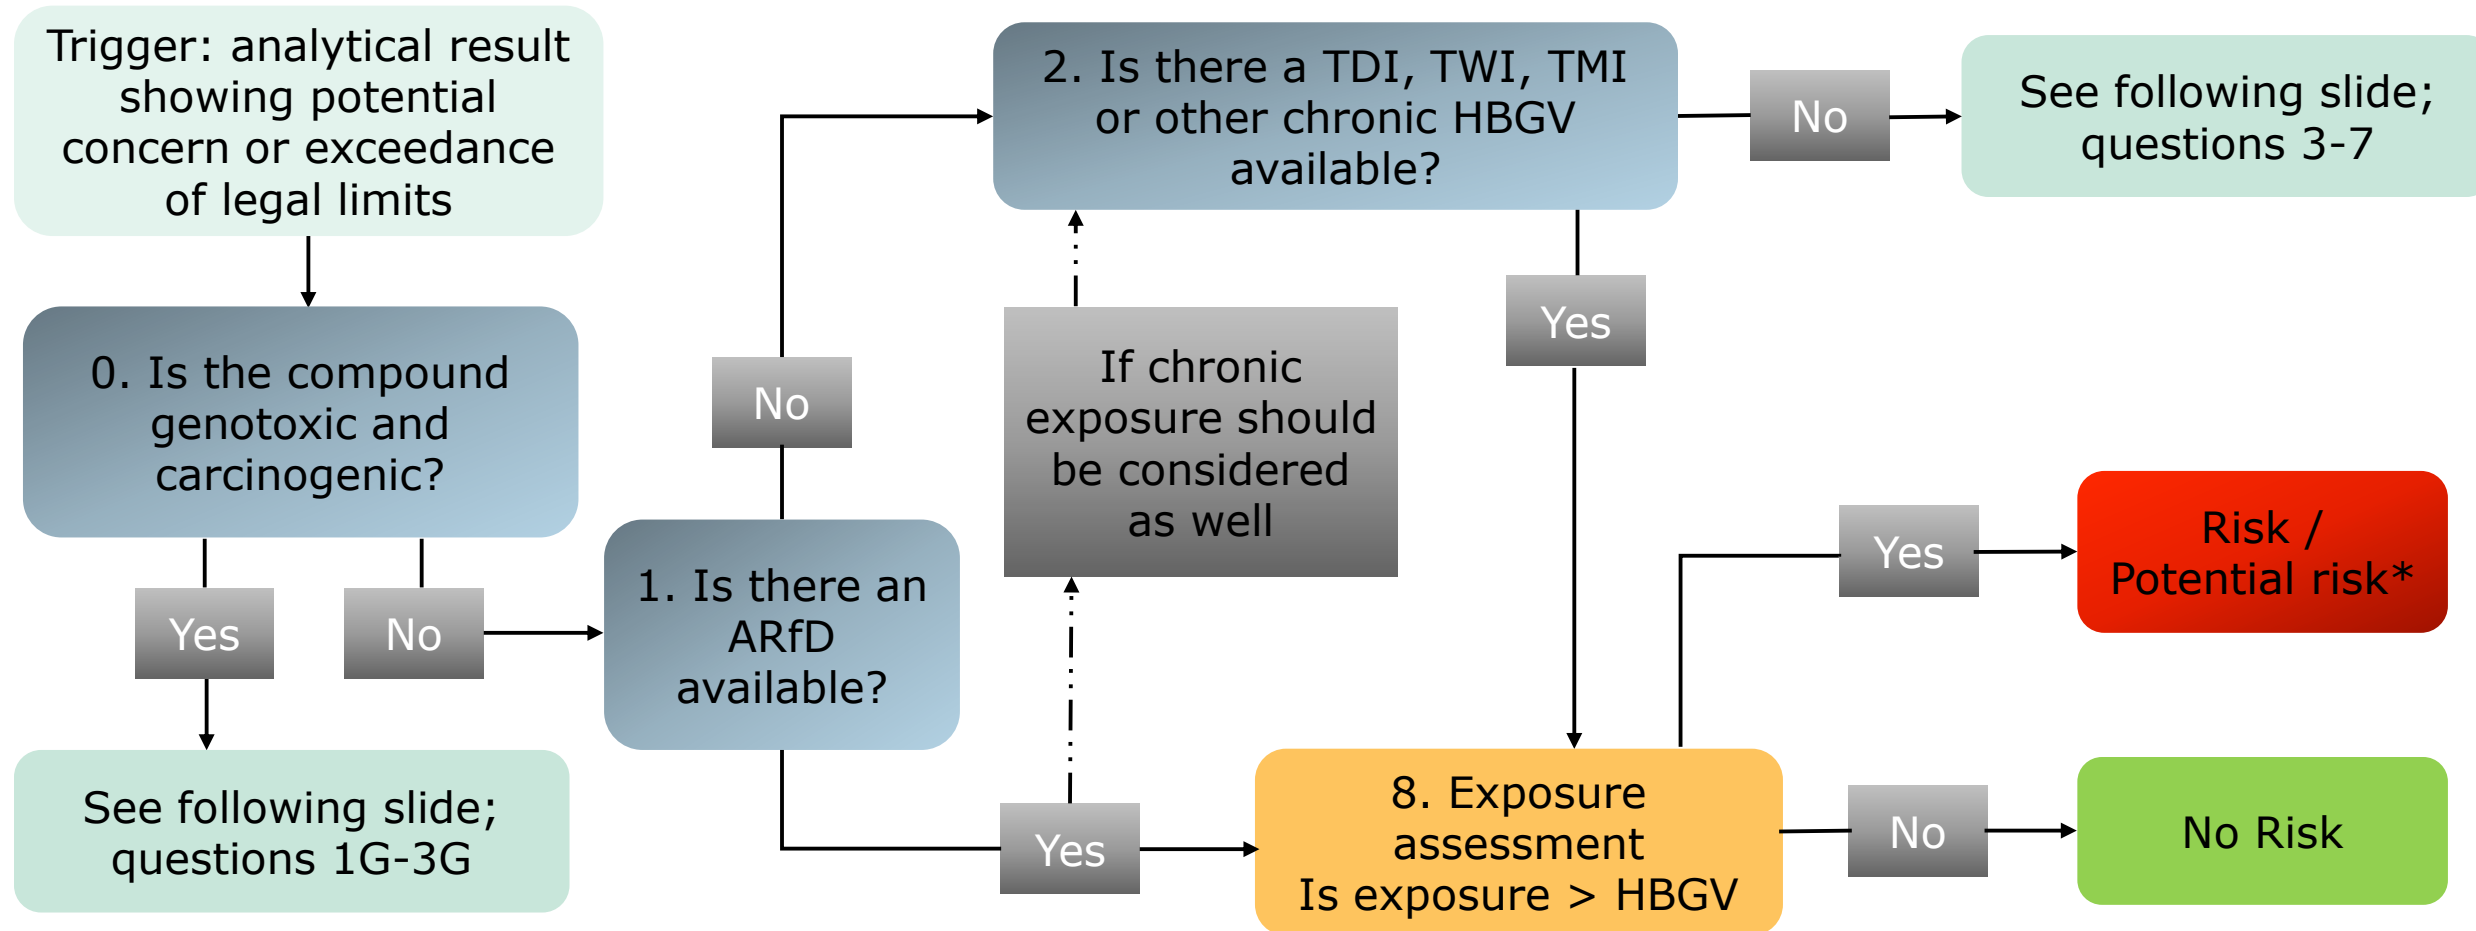 Trigger: analytical result
showing potential
concern or exceedance
of legal limits
2. Is there a TDI, TWI, TMI
or other chronic HBGV
available?
No
See following slide;
questions 3-7
Yes
0. Is the compound
genotoxic and
carcinogenic?
No
If chronic
exposure should
be considered
as well
Yes
No
1. Is there an
ARfD
available?
Yes
Risk /
Potential risk*
See following slide;
questions 1G-3G
Yes
8. Exposure
assessment
Is exposure > HBGV
No
No Risk